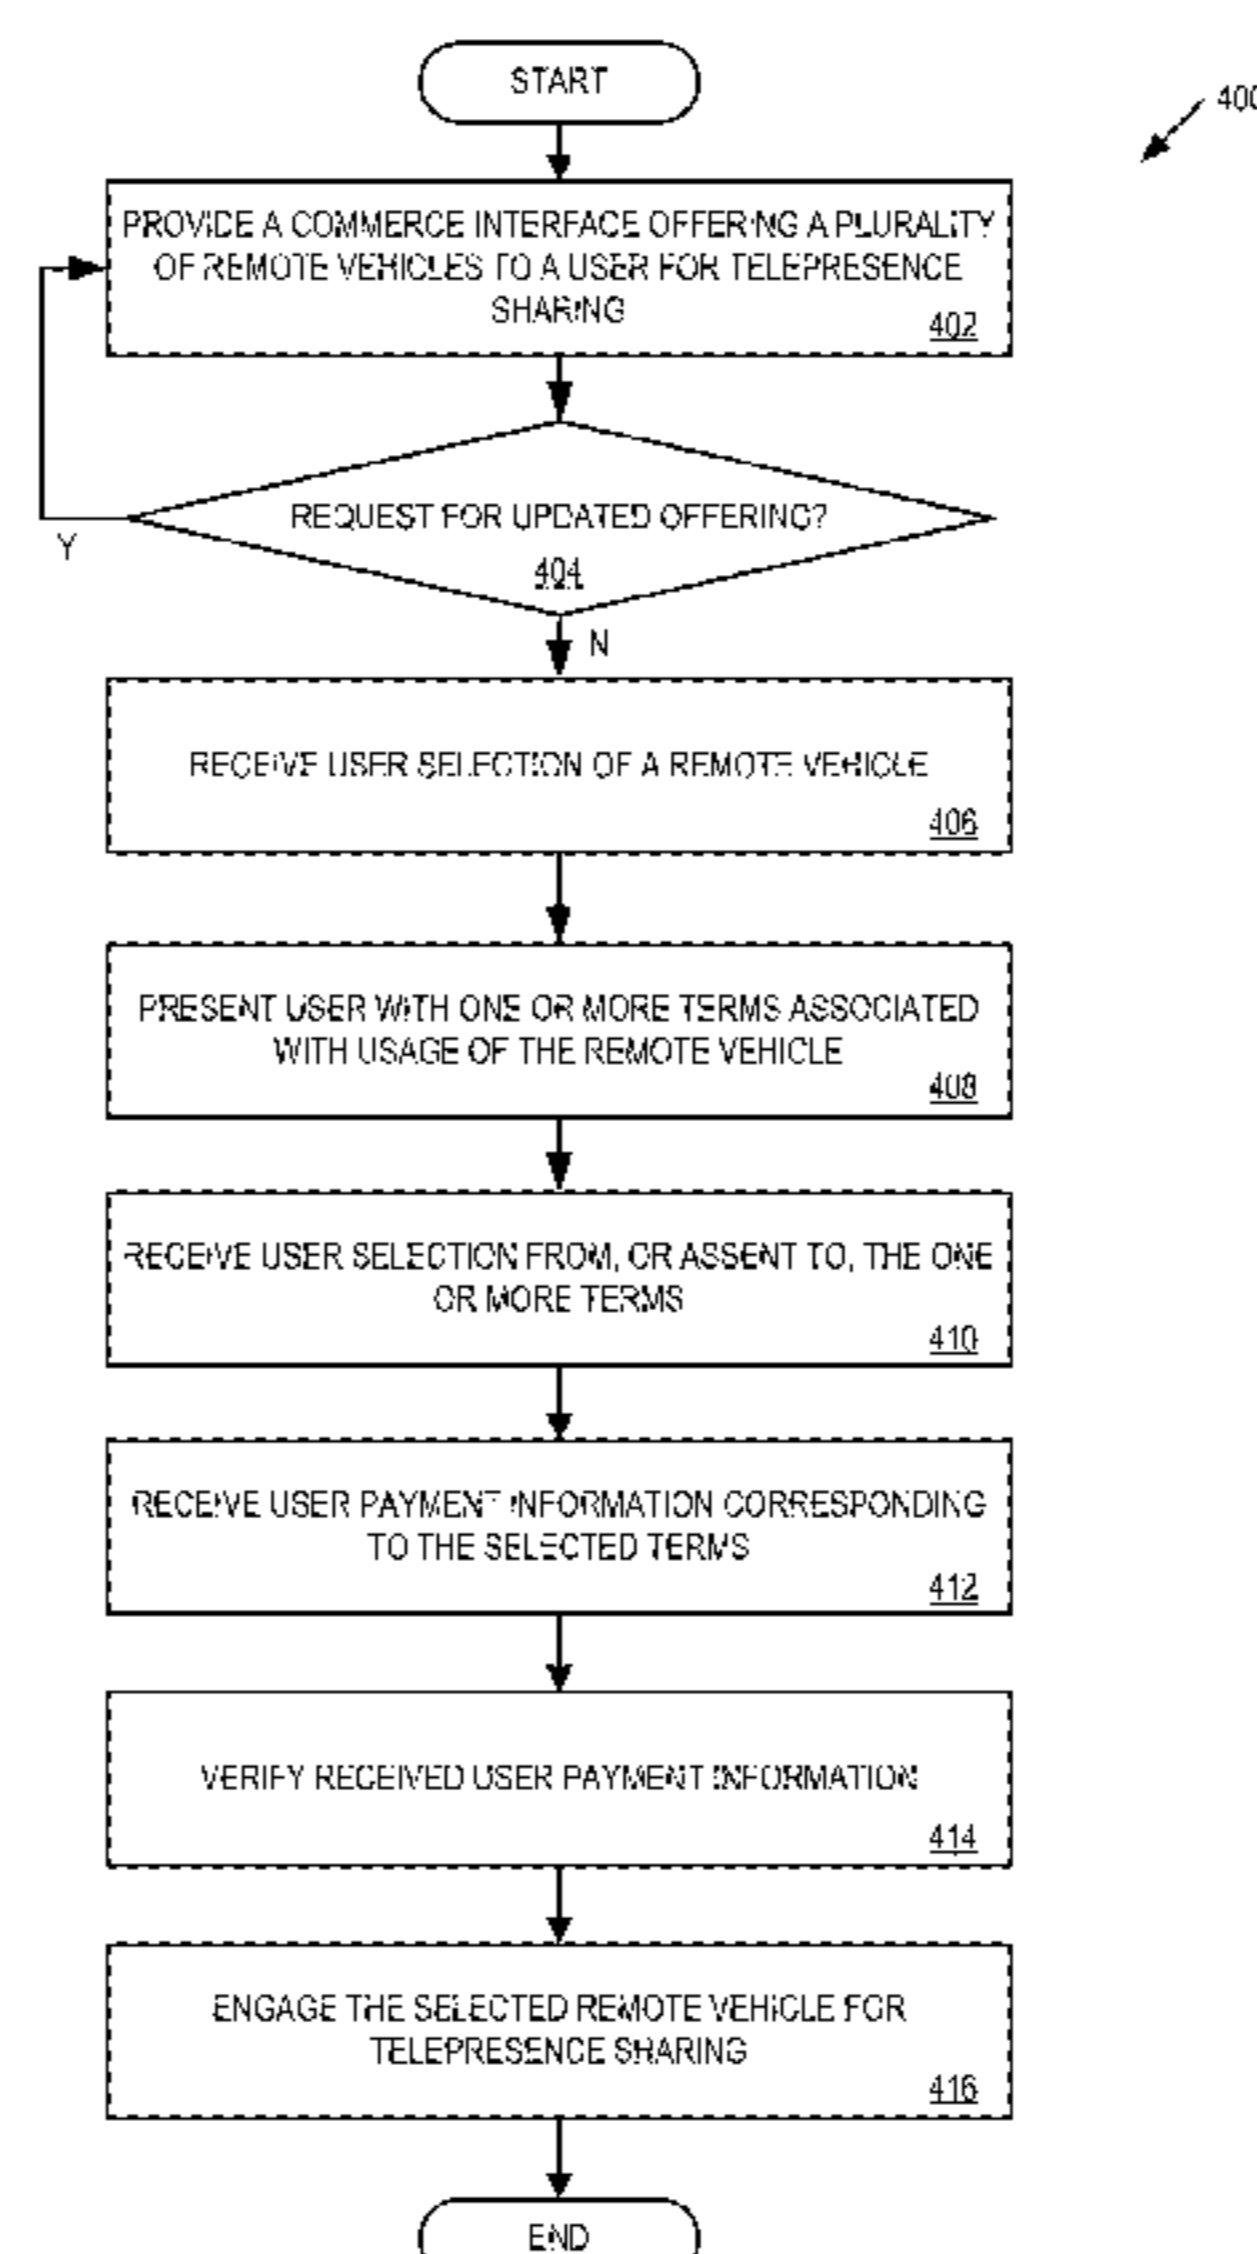 START
400
PROVIDE A COMMERCE INTERFACE OFFERING A PLURALITY
OF REMOTE VEHICLES TO A USER FOR TELEPRESENCE
SHARING
402
REQUEST FOR UPDATED OFFERING?
404
Y
N
RECEIVE USER SELECTION OF A REMOTE VEHICLE
406
PRESENT USER WITH ONE OR MORE TERMS ASSOCIATED
WITH USAGE OF THE REMOTE VEHICLE
408
RECEIVE USER SELECTION FROM, OR ASSENT TO, THE ONE
OR MORE TERMS
410
RECEIVE USER PAYMENT INFORMATION CORRESPONDING
TO THE SELECTED TERMS
412
VERIFY RECEIVED USER PAYMENT INFORMATION
414
ENGAGE THE SELECTED REMOTE VEHICLE FOR
TELEPRESENCE SHARING
416
END